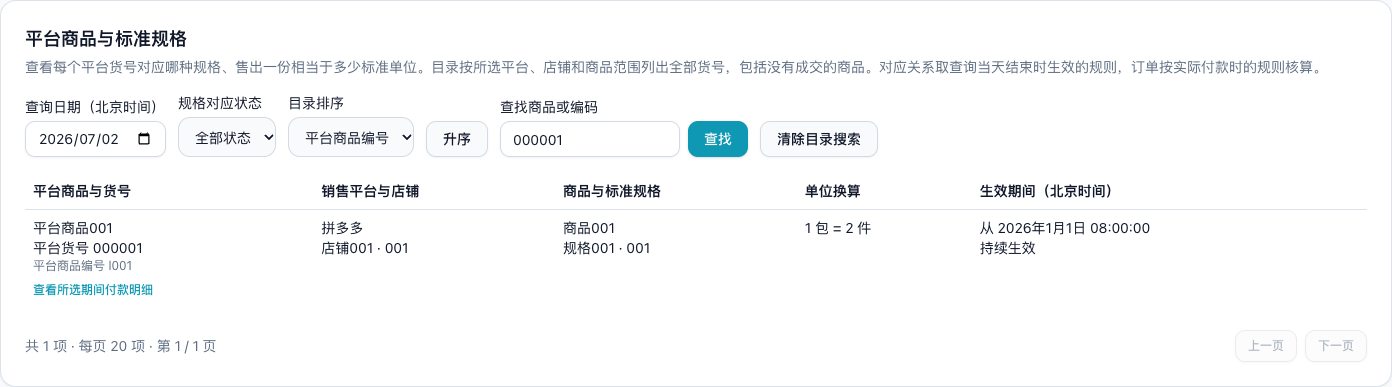 平台商品与标准规格
查看每个平台货号对应哪种规格、售出一份相当于多少标准单位。目录按所选平台、店铺和商品范围列出全部货号，包括没有成交的商品。对应关系取查询当天结束时生效的规则，订单按实际付款时的规则核算。
查询日期（北京时间） 规格对应状态 目录排序 查找商品或编码
2026/07/02 全部状态 平台商品编号 升序 000001 查找 清除目录搜索
平台商品与货号 销售平台与店铺 商品与标准规格 单位换算 生效期间（北京时间）
平台商品001 拼多多 商品001 1 包 = 2 件 从 2026年1月1日 08:00:00
平台货号 000001 店铺001 · 001 规格001 · 001 持续生效
平台商品编号 I001
查看所选期间付款明细
共 1 项 · 每页 20 项 · 第 1 / 1 页 上一页 下一页